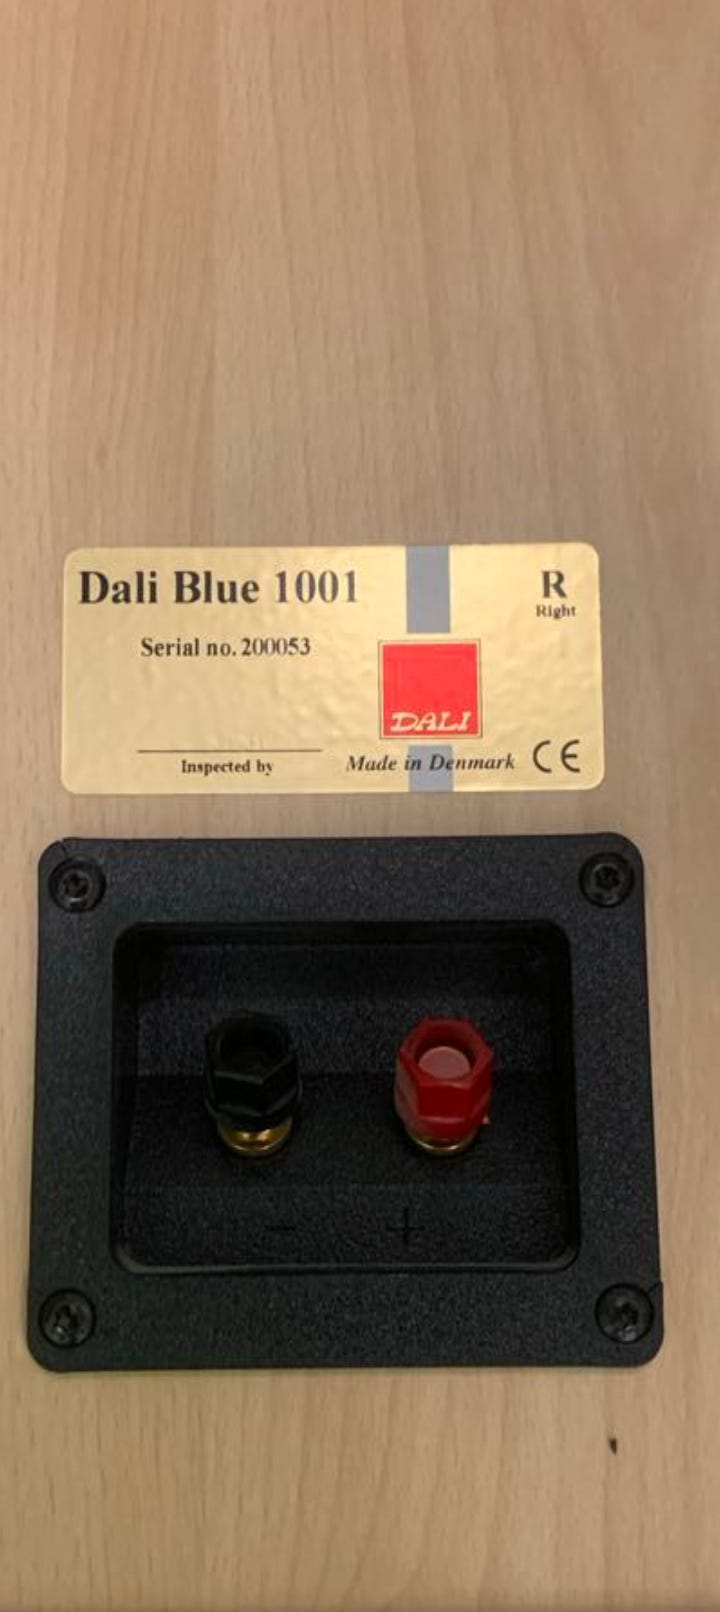 Dali Blue 1001
R
Right
Serial no. 200053
DALI
Inspected by
Made in Denmark CE
- +